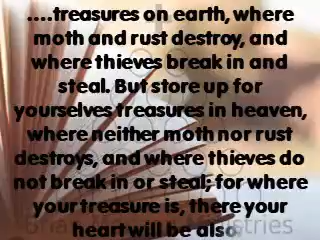 ....treasures on earth, where
moth and rust destroy, and
where thieves break in and
steal. But store up for
yourselves treasures in heaven,
where neither moth nor rust
destroys, and where thieves do
not break in or steal; for where
your treasure is, there your
heart will be also